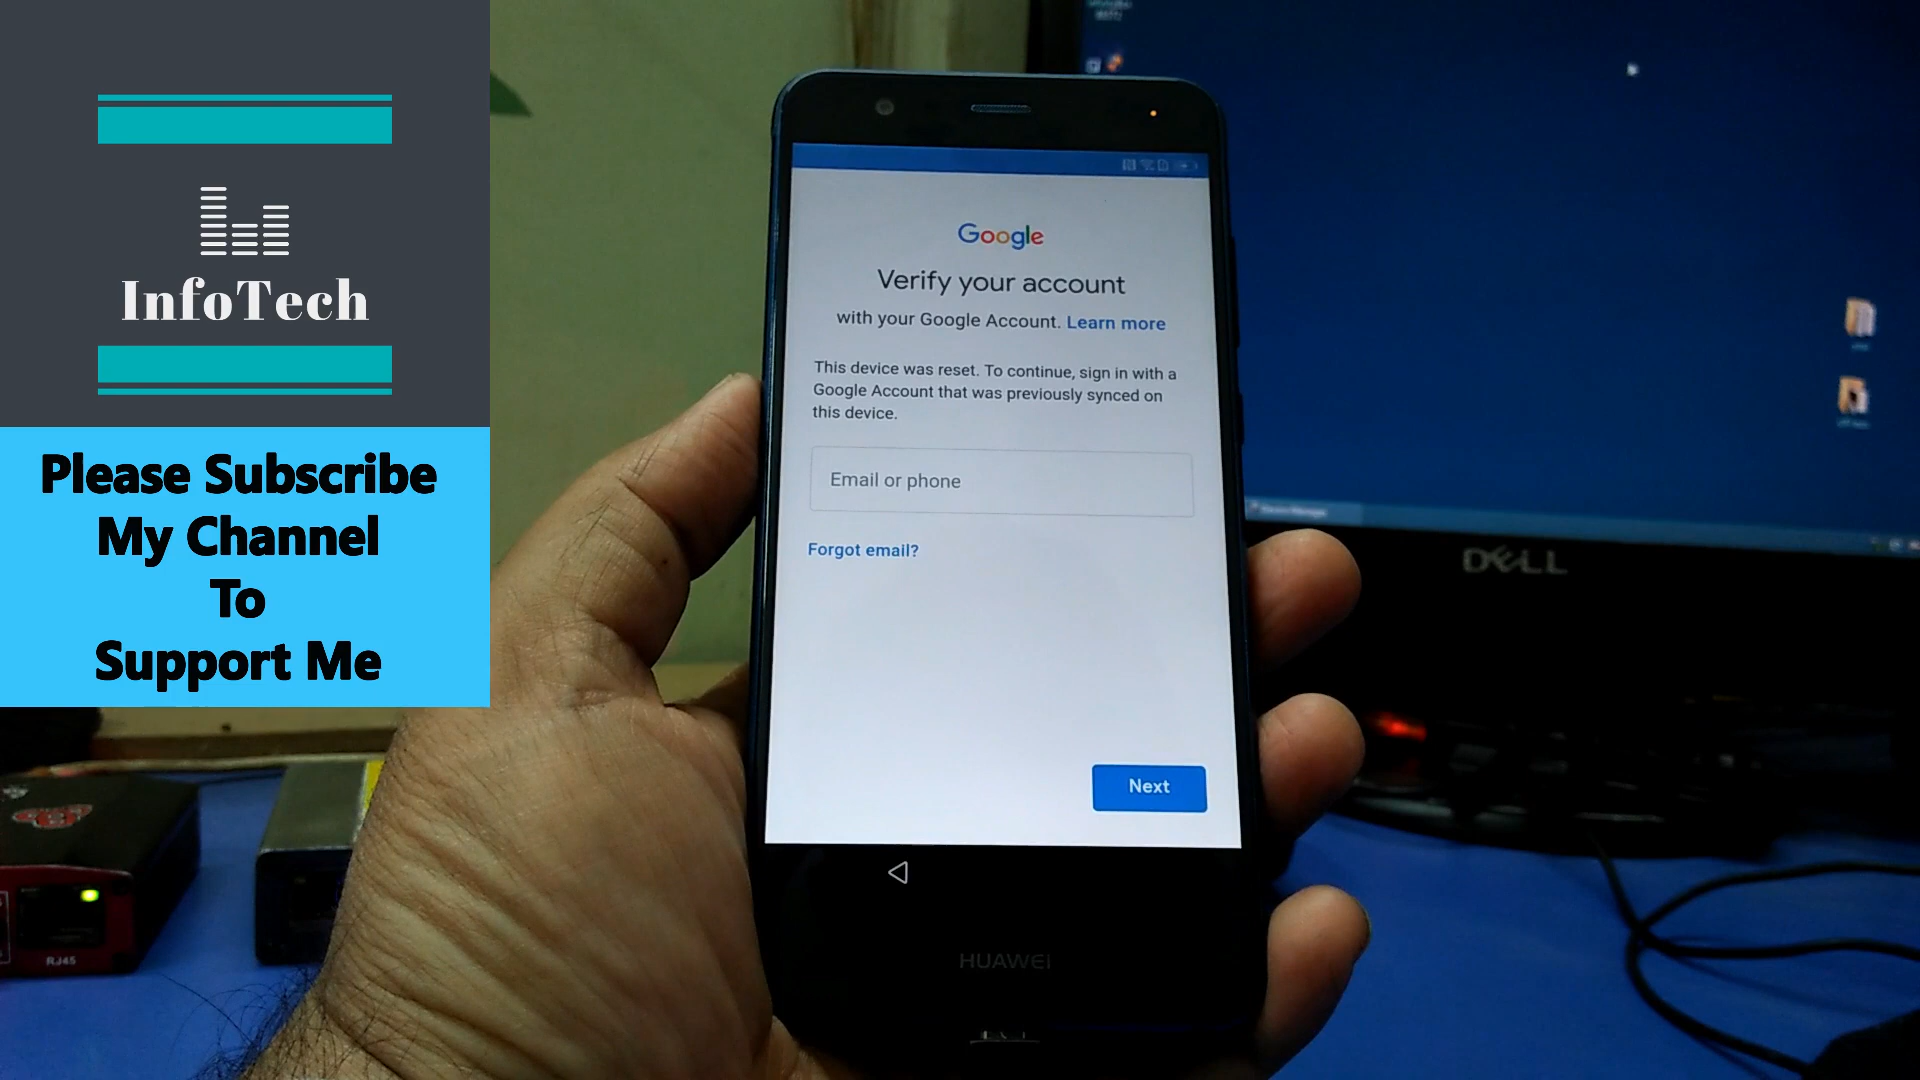 InfoTech
Please Subscribe
My Channel
To
Support Me
Google
Verify your account
with your Google Account. Learn more
This device was reset. To continue, sign in with a
Google Account that was previously synced on
this device.
Email or phone
Forgot email?
Next
HUAWEI
DELL
RJ45